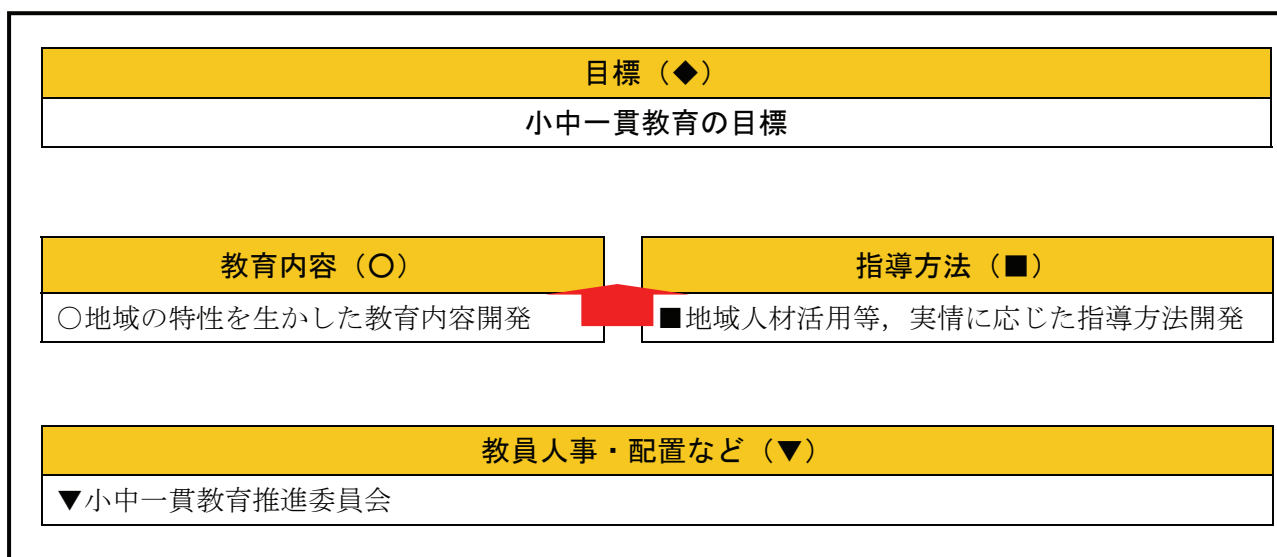 目標（◆）
小中一貫教育の目標
教育内容（○）
○地域の特性を生かした教育内容開発
指導方法（■）
■地域人材活用等，実情に応じた指導方法開発
教員人事・配置など（▼）
▼小中一貫教育推進委員会